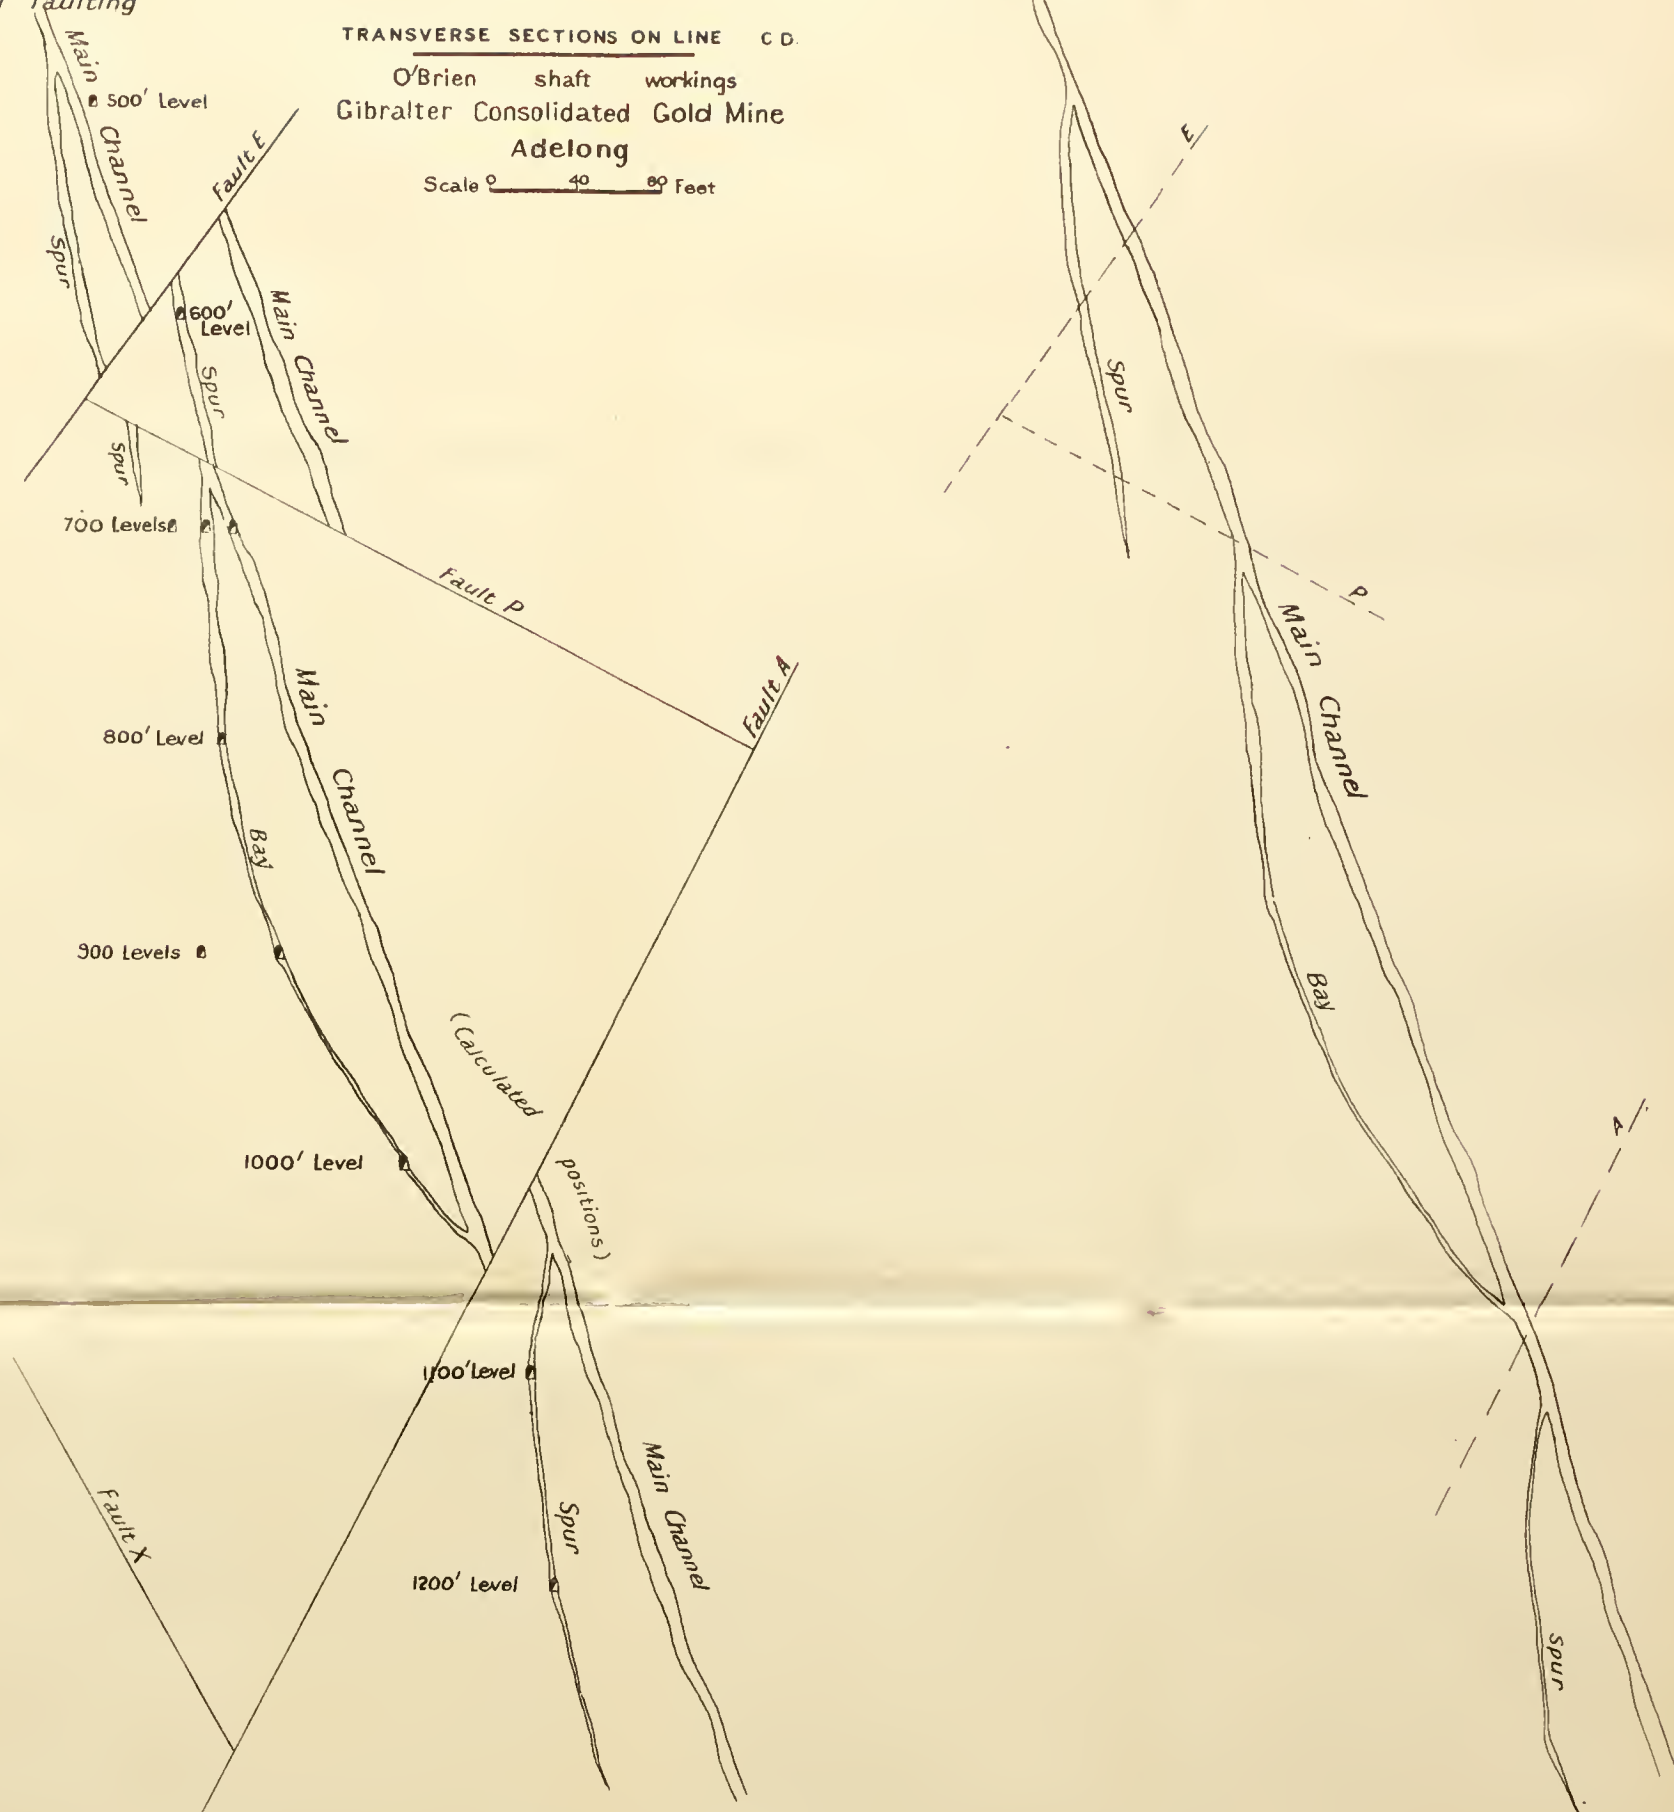 Faulting
TRANSVERSE SECTIONS ON LINE C D.
O'Brien shaft workings
Gibralter Consolidated Gold Mine
Adelong
Scale 0 40 80 Feet
Main Channel
500' Level
Spur
Fault E
600' Level
Spur
Main Channel
Spur
700 Levels
Fault P
Fault A
Main Channel
800' Level
Bay
900 Levels
(Calculated positions)
1000' Level
1100' Level
Main Channel
Spur
1200' Level
Fault X
E
Spur
P
Main Channel
Bay
A
Spur